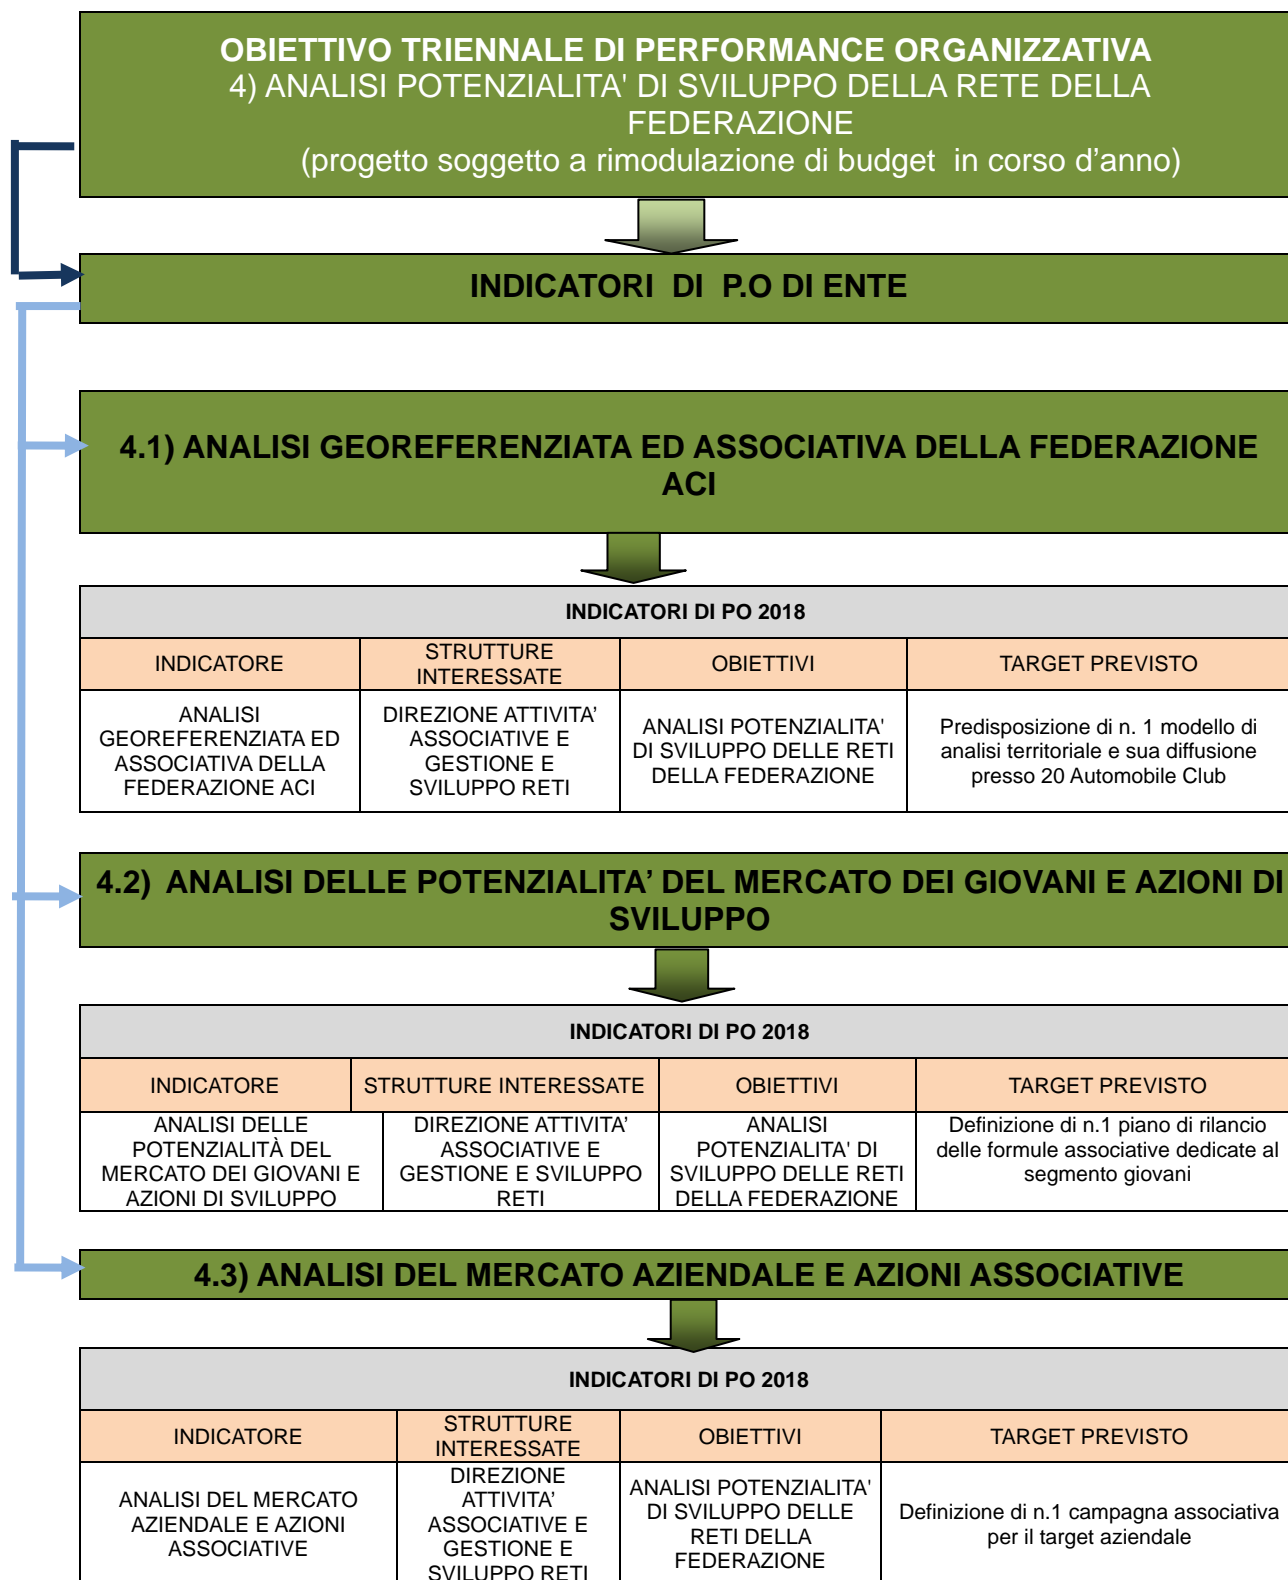 OBIETTIVO TRIENNALE DI PERFORMANCE ORGANIZZATIVA
4) ANALISI POTENZIALITA' DI SVILUPPO DELLA RETE DELLA
FEDERAZIONE
(progetto soggetto a rimodulazione di budget in corso d’anno)
INDICATORI DI P.O DI ENTE
4.1) ANALISI GEOREFERENZIATA ED ASSOCIATIVA DELLA FEDERAZIONE
ACI
INDICATORI DI PO 2018
INDICATORE
STRUTTURE
INTERESSATE
OBIETTIVI
TARGET PREVISTO
ANALISI
GEOREFERENZIATA ED
ASSOCIATIVA DELLA
FEDERAZIONE ACI
DIREZIONE ATTIVITA’
ASSOCIATIVE E
GESTIONE E
SVILUPPO RETI
ANALISI POTENZIALITA'
DI SVILUPPO DELLE RETI
DELLA FEDERAZIONE
Predisposizione di n. 1 modello di
analisi territoriale e sua diffusione
presso 20 Automobile Club
4.2) ANALISI DELLE POTENZIALITA’ DEL MERCATO DEI GIOVANI E AZIONI DI
SVILUPPO
INDICATORI DI PO 2018
INDICATORE
STRUTTURE INTERESSATE
OBIETTIVI
TARGET PREVISTO
ANALISI DELLE
POTENZIALITÀ DEL
MERCATO DEI GIOVANI E
AZIONI DI SVILUPPO
DIREZIONE ATTIVITA’
ASSOCIATIVE E
GESTIONE E SVILUPPO
RETI
ANALISI
POTENZIALITA' DI
SVILUPPO DELLE RETI
DELLA FEDERAZIONE
Definizione di n.1 piano di rilancio
delle formule associative dedicate al
segmento giovani
4.3) ANALISI DEL MERCATO AZIENDALE E AZIONI ASSOCIATIVE
INDICATORI DI PO 2018
INDICATORE
STRUTTURE
INTERESSATE
OBIETTIVI
TARGET PREVISTO
ANALISI DEL MERCATO
AZIENDALE E AZIONI
ASSOCIATIVE
DIREZIONE
ATTIVITA’
ASSOCIATIVE E
GESTIONE E
SVILUPPO RETI
ANALISI POTENZIALITA'
DI SVILUPPO DELLE
RETI DELLA
FEDERAZIONE
Definizione di n.1 campagna associativa
per il target aziendale